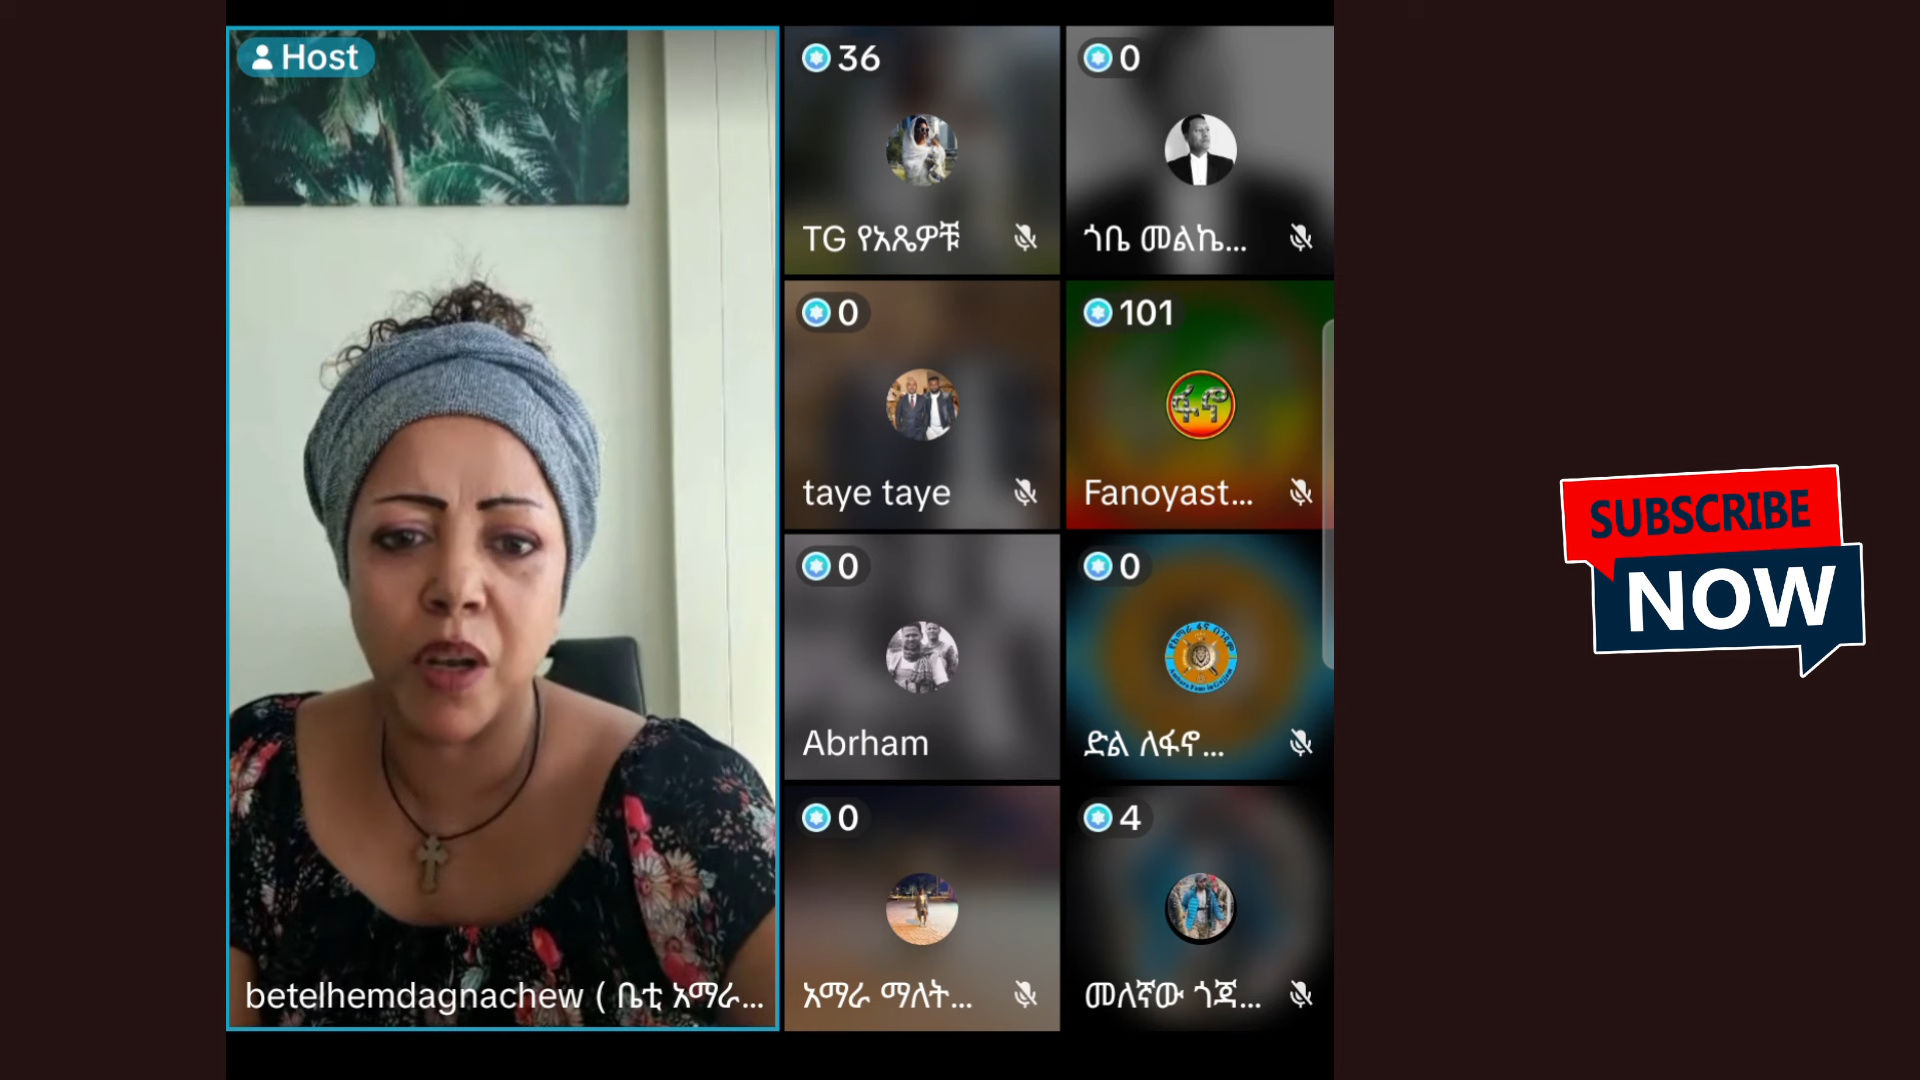 Host
betelhemdagnachew ( ቤቲ አማራ...
36
TG የአጼዎቹ
0
ጎቤ መልኬ...
0
taye taye
101
ፋኖ
Fanoyast...
0
Abrham
0
ድል ለፋኖ...
0
አማራ ማለት...
4
መለኛው ጎጃ...
SUBSCRIBE
NOW